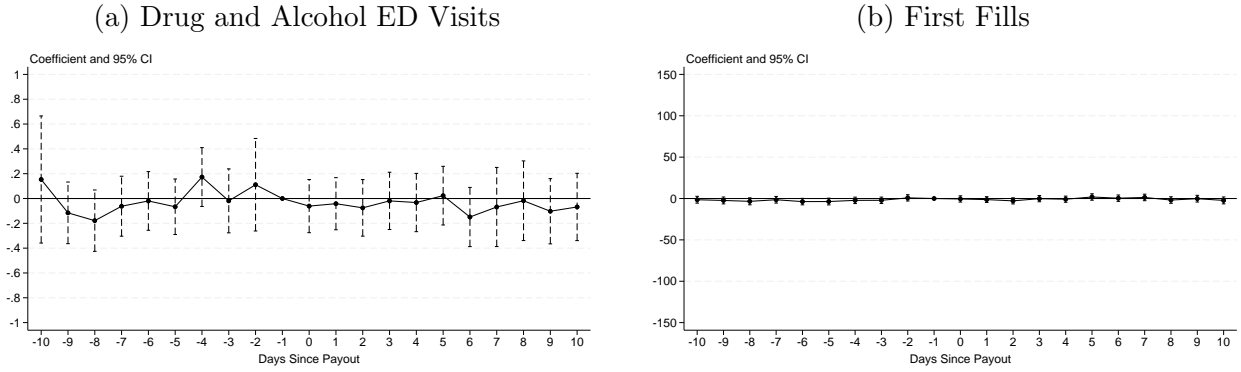 (a) Drug and Alcohol ED Visits
Coefficient and 95% CI
1
.8
.6
.4
.2
0
-.2
-.4
-.6
-.8
-1
-10 -9 -8 -7 -6 -5 -4 -3 -2 -1 0 1 2 3 4 5 6 7 8 9 10
Days Since Payout
(b) First Fills
Coefficient and 95% CI
150
100
50
0
-50
-100
-150
-10 -9 -8 -7 -6 -5 -4 -3 -2 -1 0 1 2 3 4 5 6 7 8 9 10
Days Since Payout